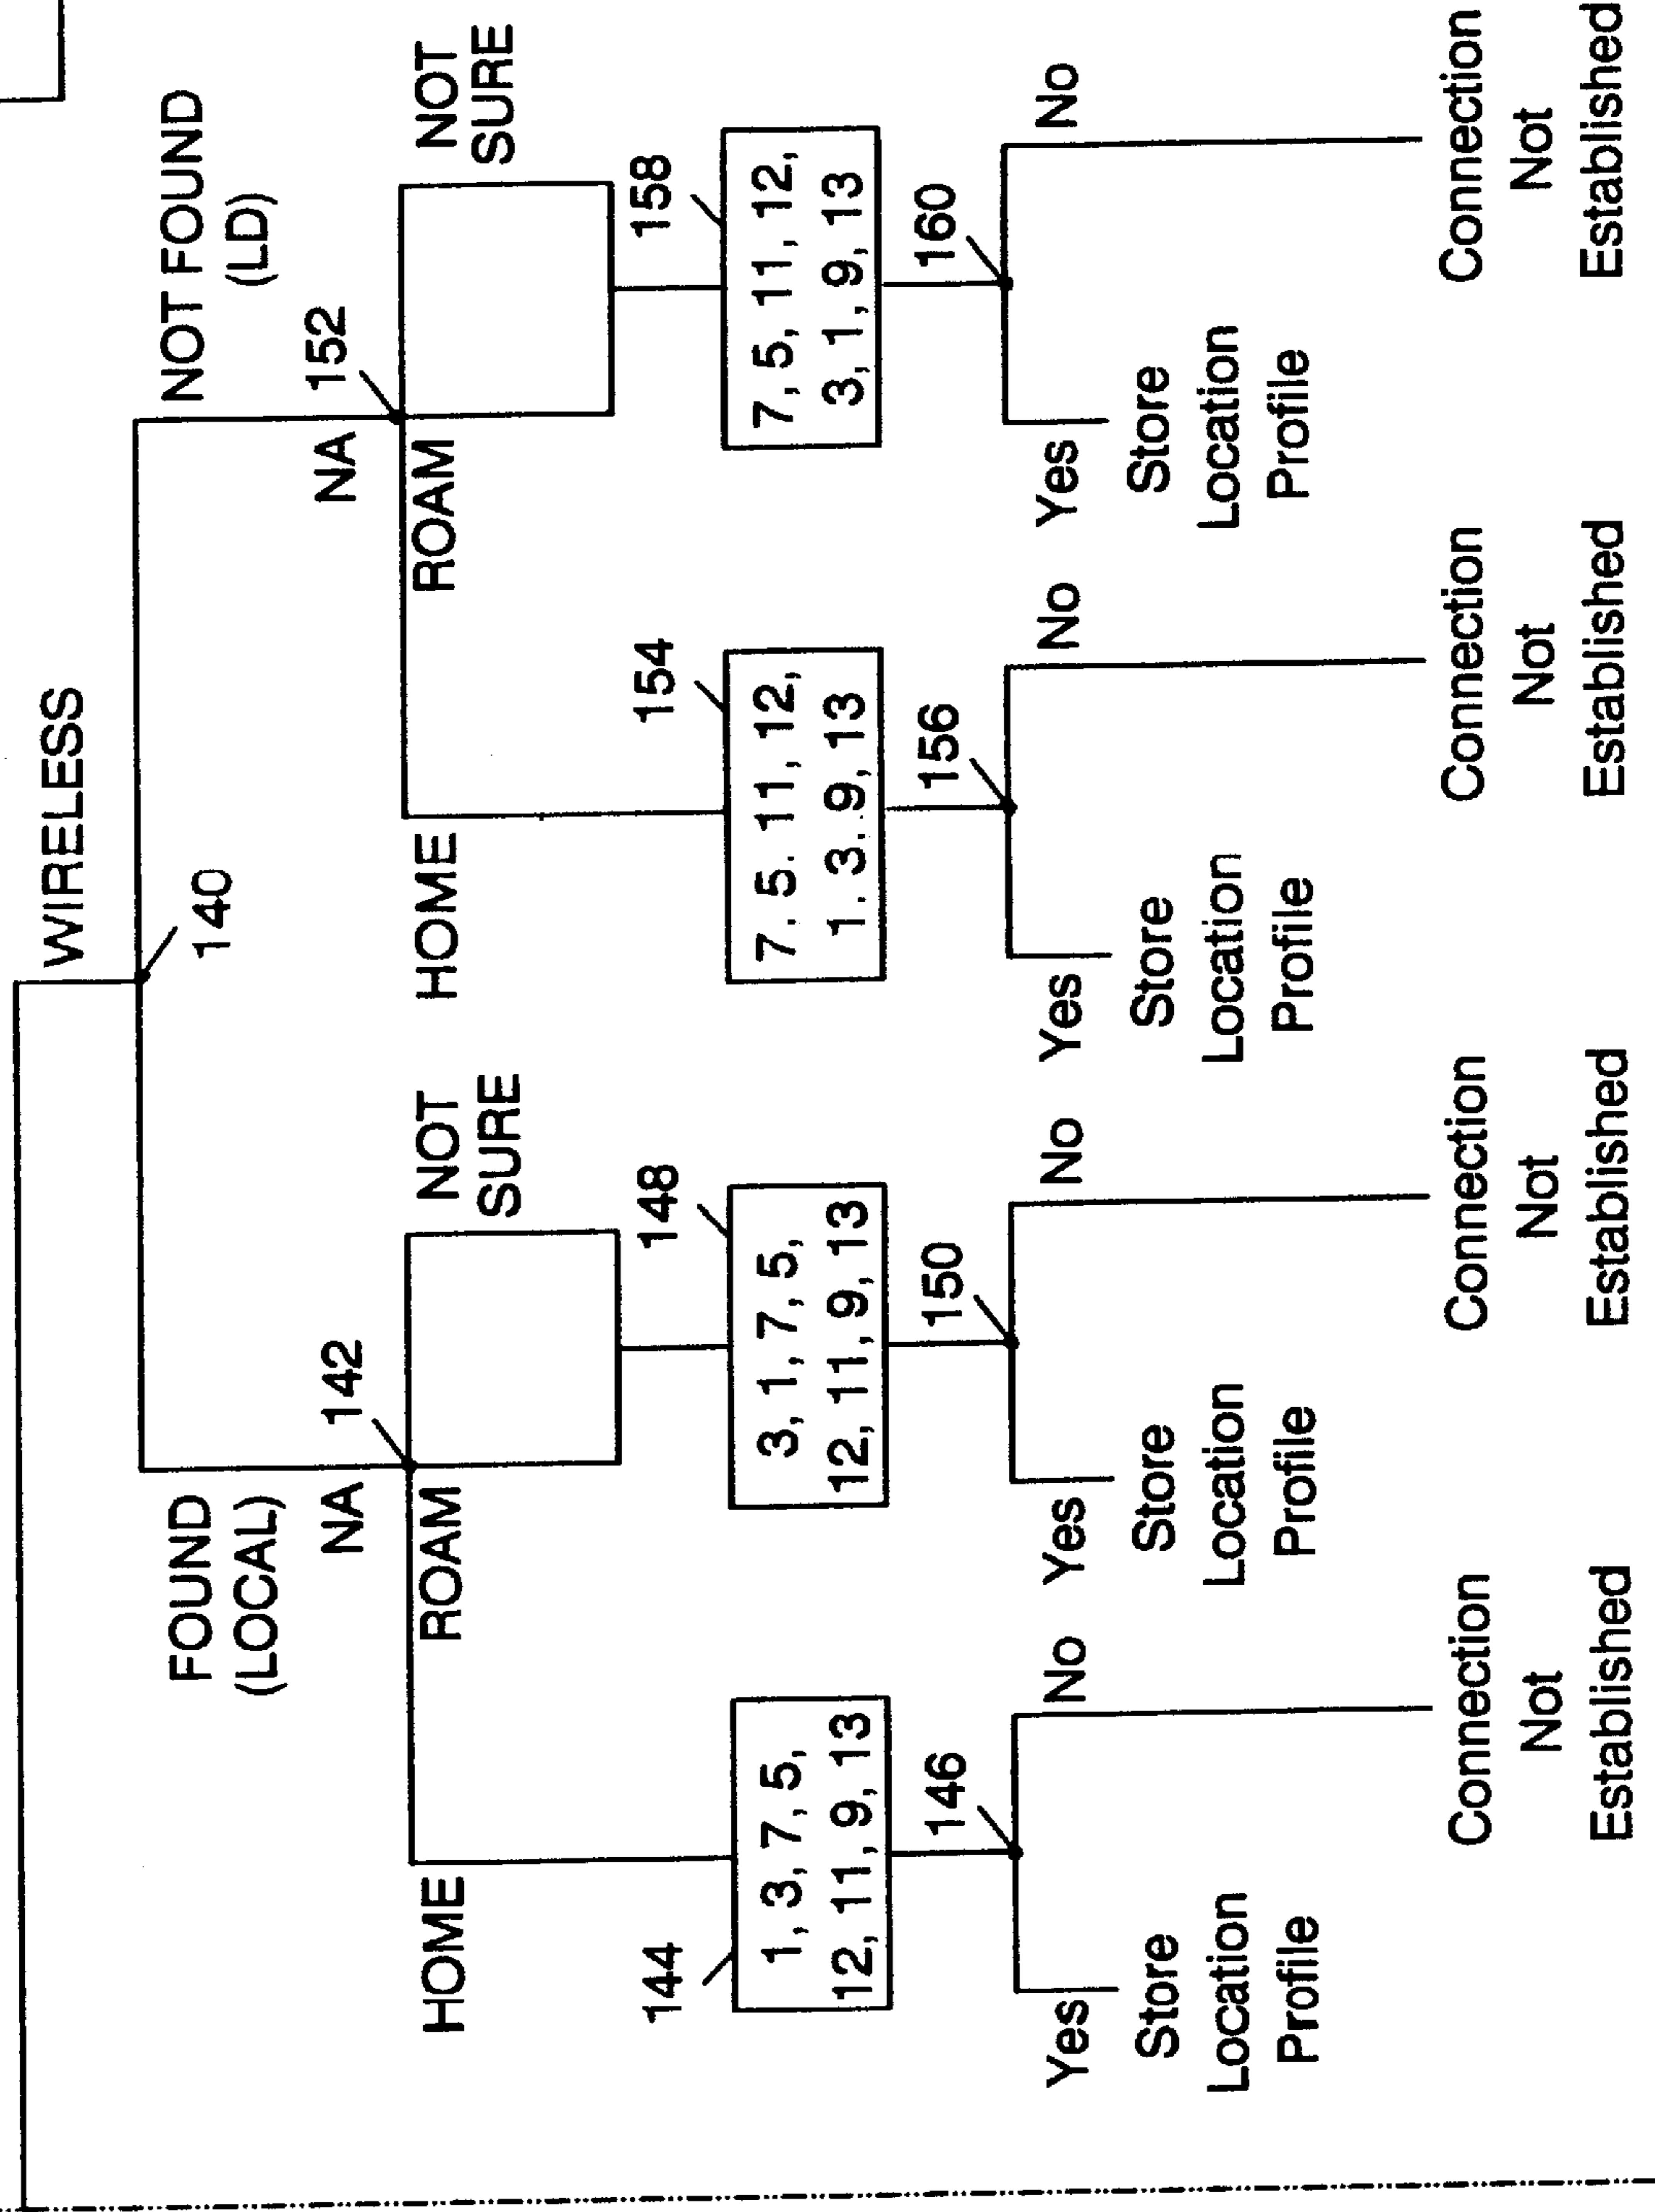 WIRELESS
140
FOUND
(LOCAL)
NOT FOUND
(LD)
NA
142
NA
152
HOME
ROAM
NOT
SURE
HOME
ROAM
NOT
SURE
144
1, 3, 7, 5,
12, 11, 9, 13
148
3, 1, 7, 5,
12, 11, 9, 13
154
7, 5. 11, 12,
1. 3. 9, 13
158
7, 5, 11, 12,
3, 1, 9, 13
146
150
156
160
Yes
No
Yes
No
Yes
No
Yes
No
Store
Location
Profile
Store
Location
Profile
Store
Location
Profile
Store
Location
Profile
Connection
Not
Established
Connection
Not
Established
Connection
Not
Established
Connection
Not
Established